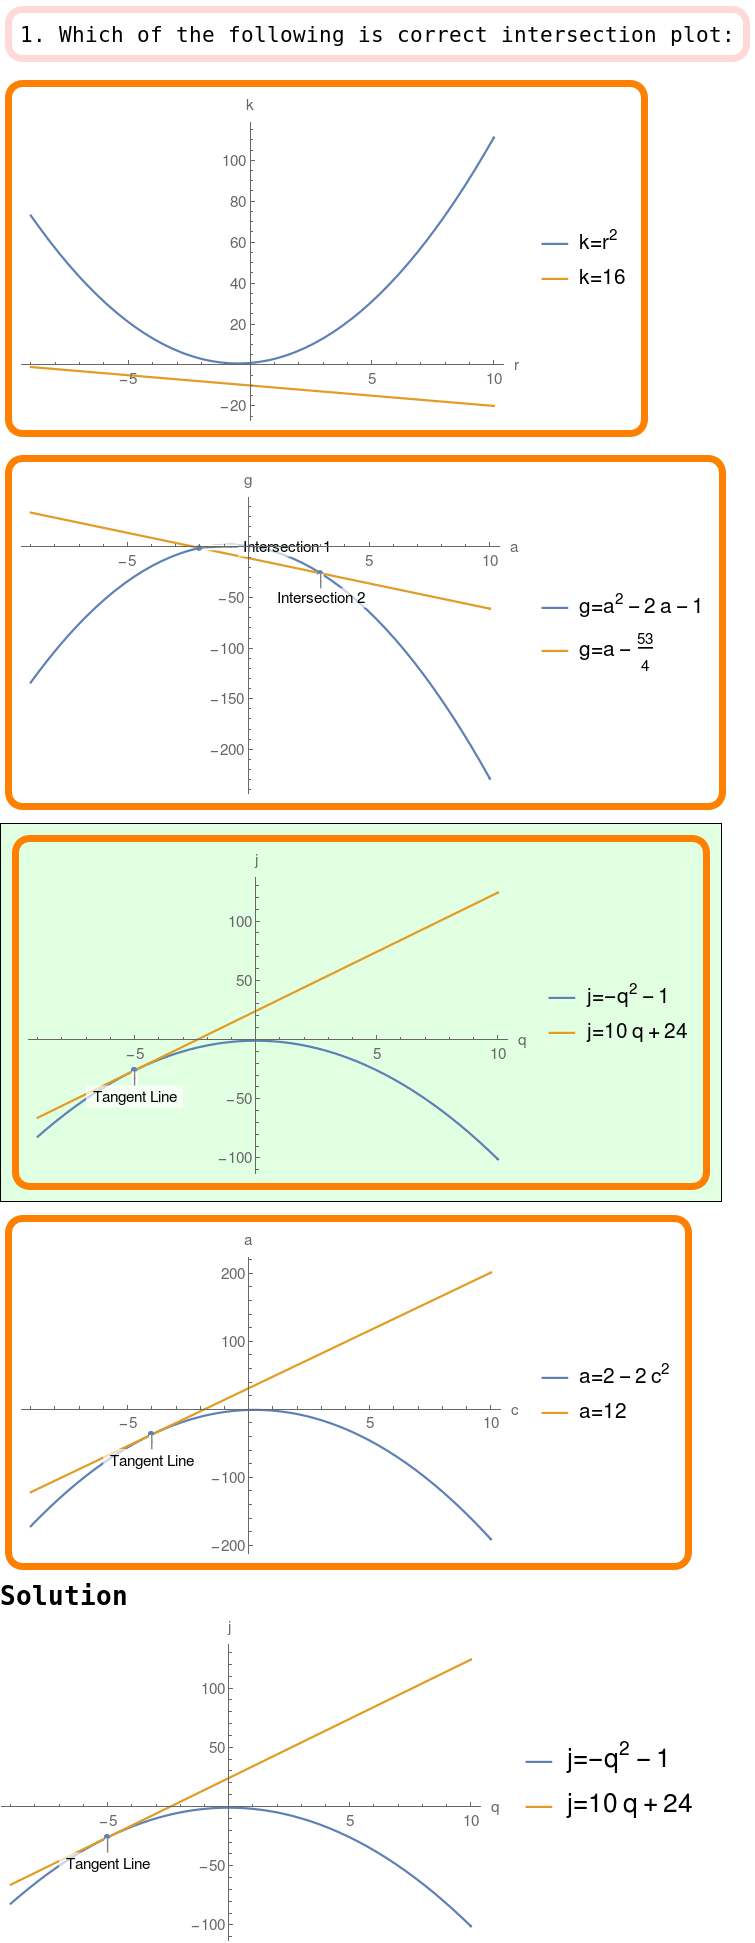 1. Which of the following is correct intersection plot:
k
100
80
60
40
20
−5 5 10 r
−20
k=r²
k=16
g
Intersection 1
−5 5 10 a
Intersection 2
−50
−100
−150
−200
g=a² − 2 a − 1
g=a − 53/4
j
100
50
−5 5 10 q
Tangent Line
−50
−100
j=−q² − 1
j=10 q + 24
a
200
100
−5 5 10 c
Tangent Line
−100
−200
a=2 − 2 c²
a=12
Solution
j
100
50
−5 5 10 q
Tangent Line
−50
−100
j=−q² − 1
j=10 q + 24